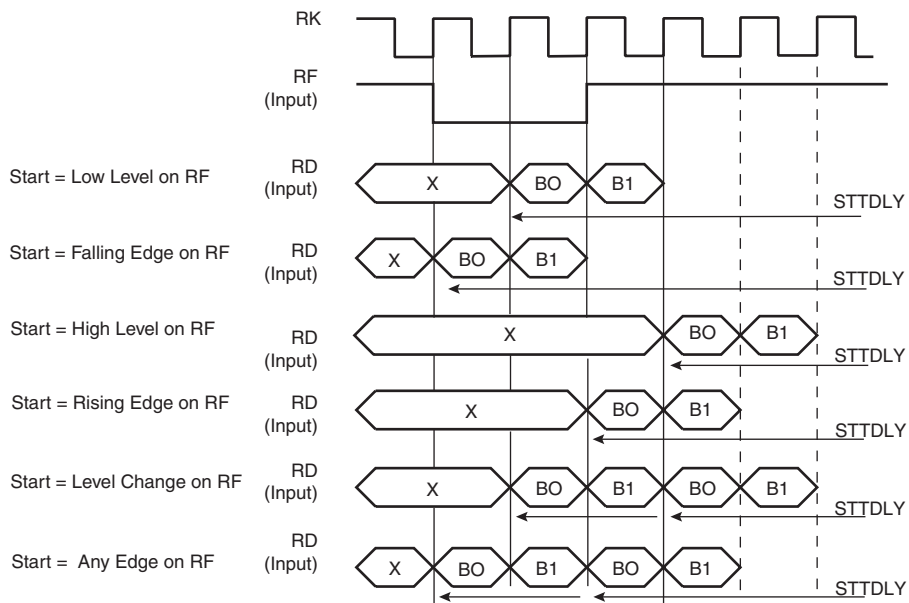 RK
RF
(Input)
Start = Low Level on RF
RD
(Input)
X
BO
B1
STTDLY
Start = Falling Edge on RF
RD
(Input)
X
BO
B1
STTDLY
Start = High Level on RF
RD
(Input)
X
BO
B1
STTDLY
Start = Rising Edge on RF
RD
(Input)
X
BO
B1
STTDLY
Start = Level Change on RF
RD
(Input)
X
BO
B1
BO
B1
STTDLY
Start = Any Edge on RF
RD
(Input)
X
BO
B1
BO
B1
STTDLY